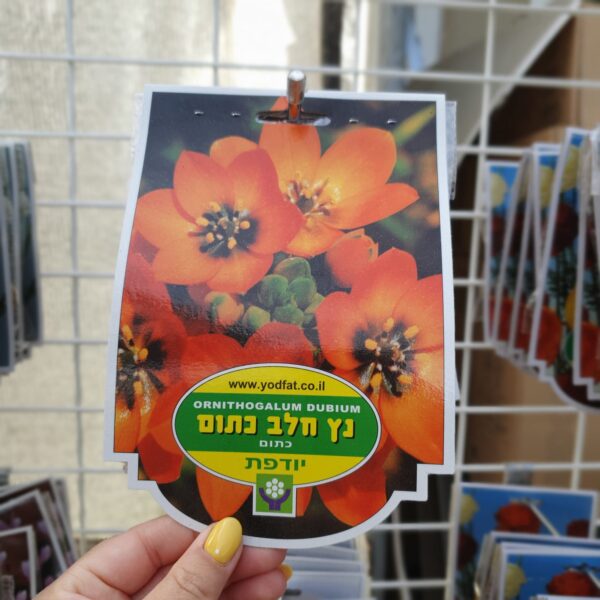 www.yodfat.co.il
ORNITHOGALUM DUBIUM
נץ חלב כתום
כתום
יודפת